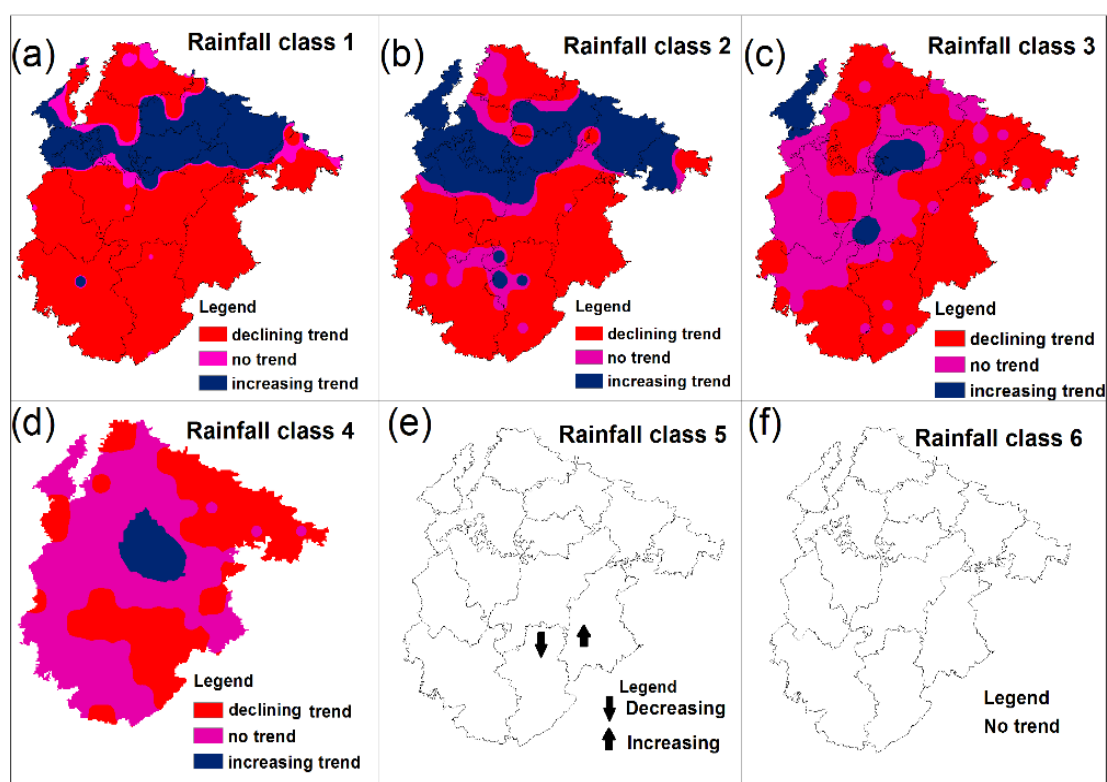 (a) Rainfall class 1
Legend
declining trend
no trend
increasing trend
(b) Rainfall class 2
Legend
declining trend
no trend
increasing trend
(c) Rainfall class 3
Legend
declining trend
no trend
increasing trend
(d) Rainfall class 4
Legend
declining trend
no trend
increasing trend
(e) Rainfall class 5
Legend
Decreasing
Increasing
(f) Rainfall class 6
Legend
No trend